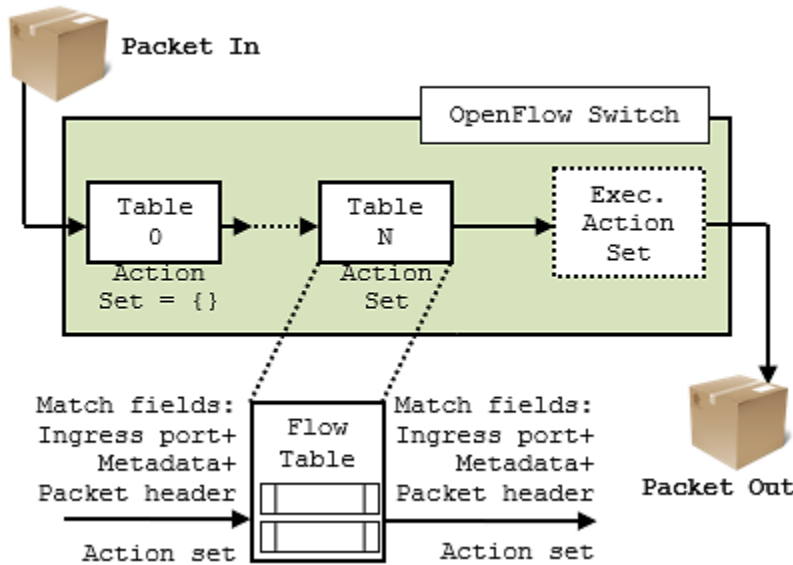 Packet In
OpenFlow Switch
Table
0
Table
N
Exec.
Action
Set
Action
Set = {}
Action
Set
Match fields:
Ingress port+
Metadata+
Packet header
Action set
Flow
Table
Match fields:
Ingress port+
Metadata+
Packet header
Action set
Packet Out